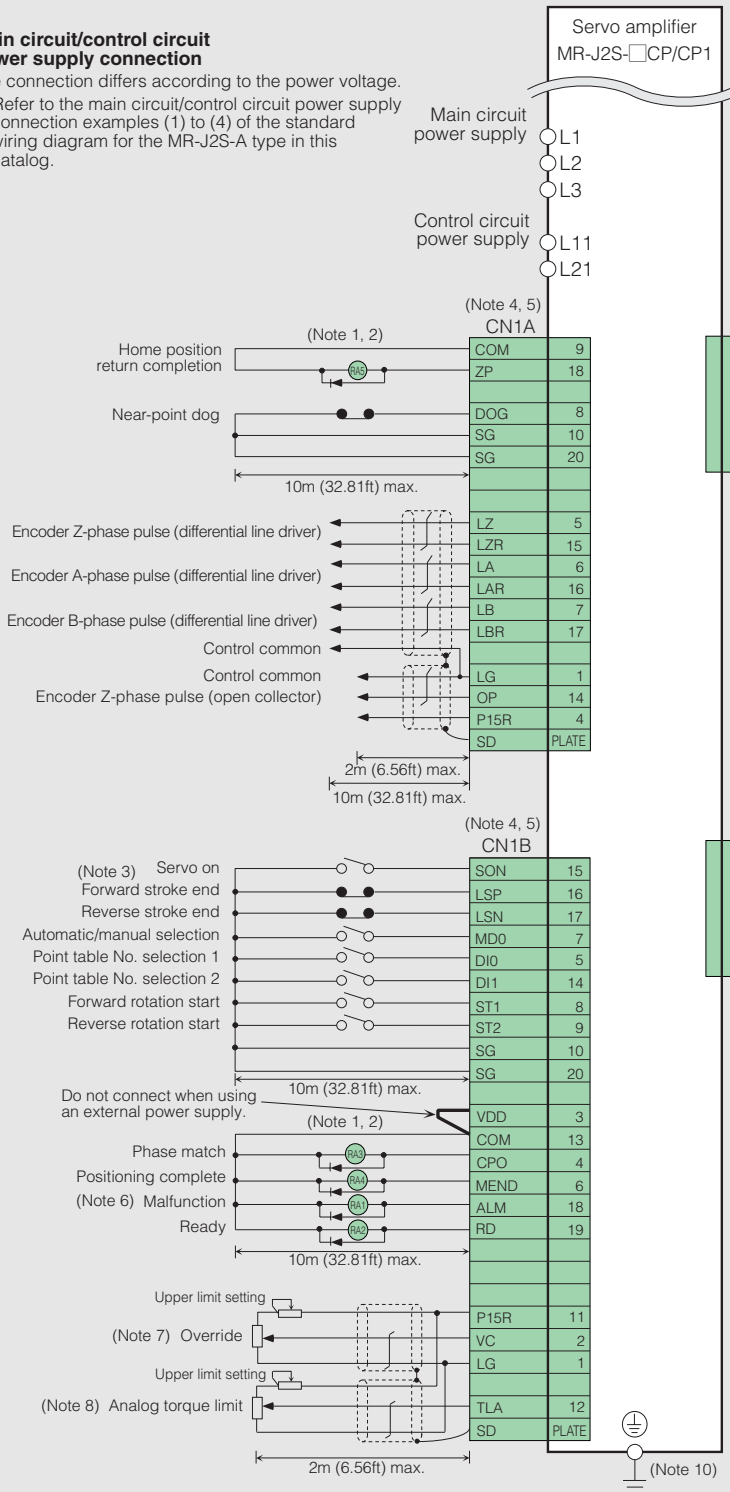 in circuit/control circuit
wer supply connection
connection differs according to the power voltage.
Refer to the main circuit/control circuit power supply
onnection examples (1) to (4) of the standard
iring diagram for the MR-J2S-A type in this
atalog.
Servo amplifier
MR-J2S-□CP/CP1
Main circuit
power supply
L1
L2
L3
Control circuit
power supply
L11
L21
(Note 4, 5)
CN1A
(Note 1, 2)
Home position
return completion
COM 9
RA5
ZP 18
Near-point dog
DOG 8
SG 10
SG 20
10m (32.81ft) max.
Encoder Z-phase pulse (differential line driver)
LZ 5
LZR 15
Encoder A-phase pulse (differential line driver)
LA 6
LAR 16
Encoder B-phase pulse (differential line driver)
LB 7
LBR 17
Control common
Control common
LG 1
Encoder Z-phase pulse (open collector)
OP 14
P15R 4
SD PLATE
2m (6.56ft) max.
10m (32.81ft) max.
(Note 4, 5)
CN1B
(Note 3) Servo on
SON 15
Forward stroke end
LSP 16
Reverse stroke end
LSN 17
Automatic/manual selection
MD0 7
Point table No. selection 1
DI0 5
Point table No. selection 2
DI1 14
Forward rotation start
ST1 8
Reverse rotation start
ST2 9
SG 10
SG 20
10m (32.81ft) max.
Do not connect when using
an external power supply.
VDD 3
(Note 1, 2)
COM 13
Phase match
RA3
CPO 4
Positioning complete
RA4
MEND 6
(Note 6) Malfunction
RA1
ALM 18
Ready
RA2
RD 19
10m (32.81ft) max.
Upper limit setting
P15R 11
(Note 7) Override
VC 2
LG 1
Upper limit setting
(Note 8) Analog torque limit
TLA 12
SD PLATE
2m (6.56ft) max.
(Note 10)